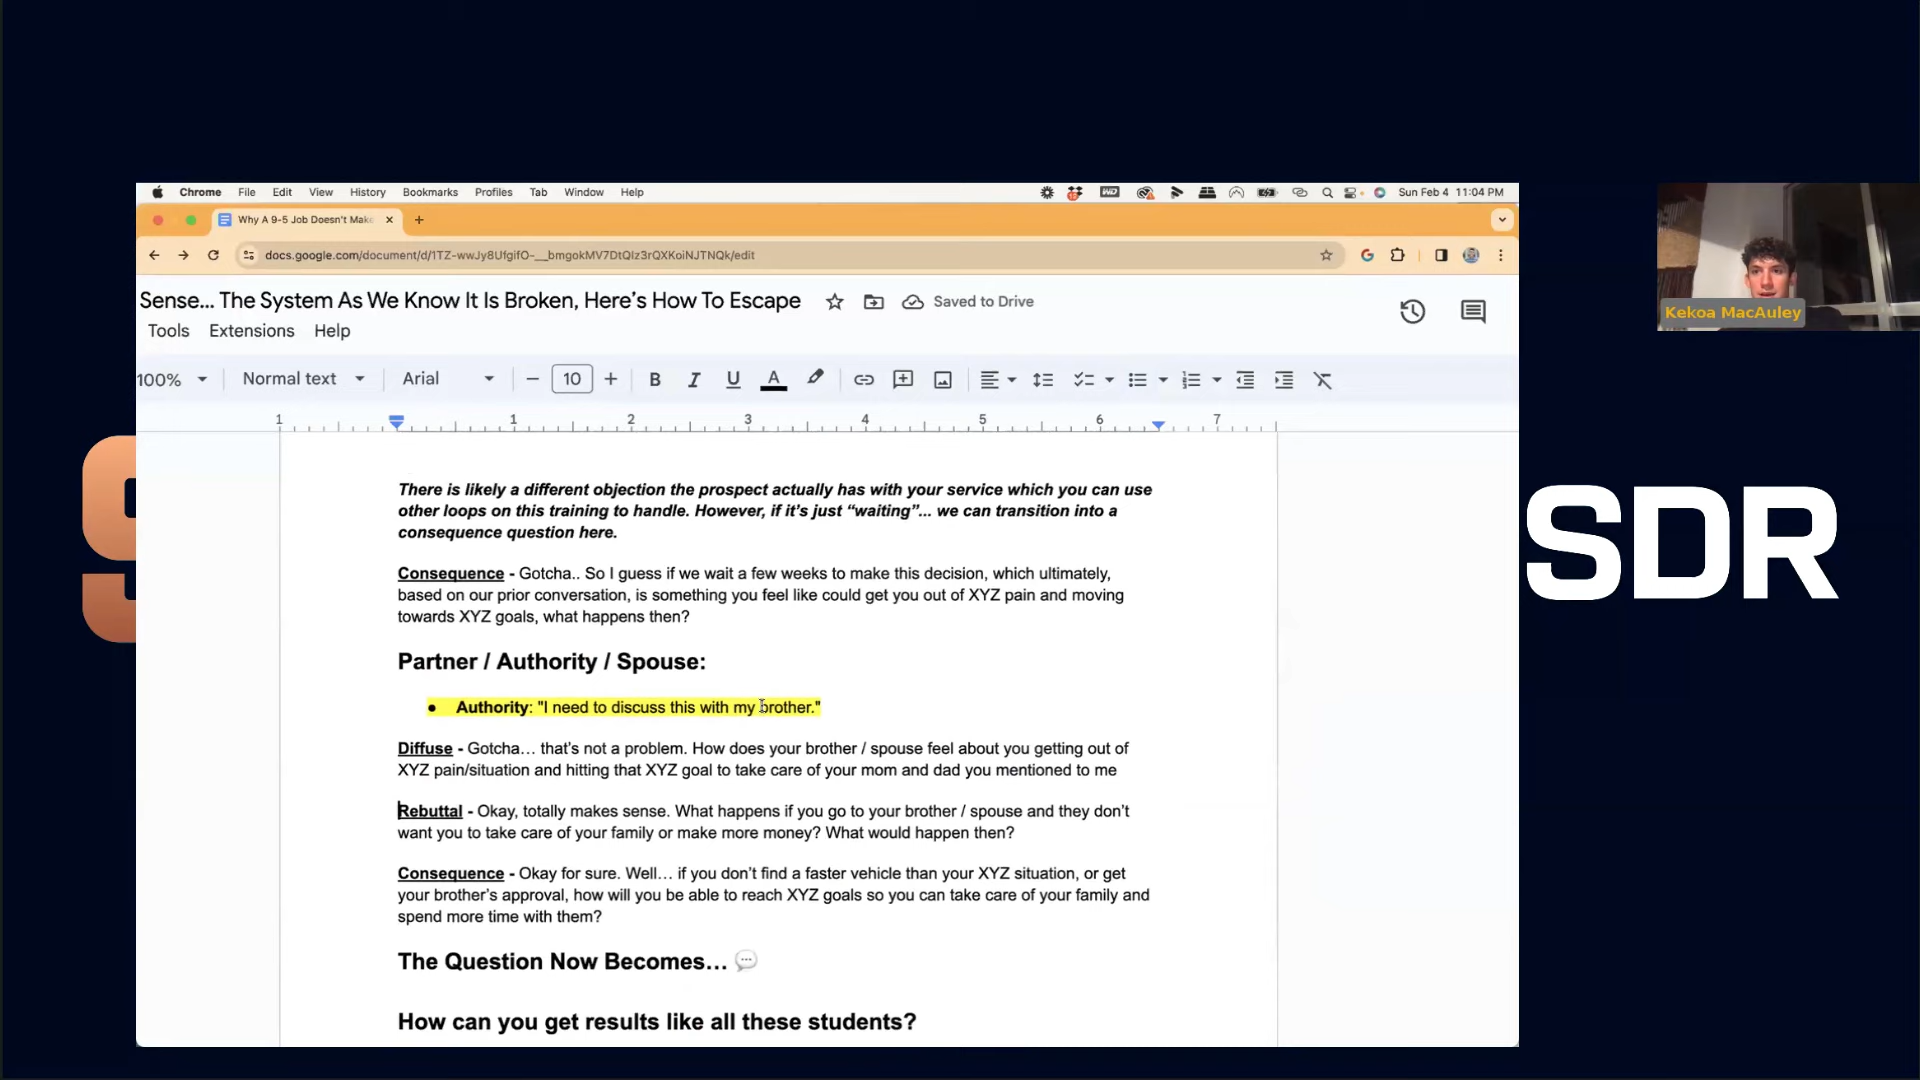 Chrome File Edit View History Bookmarks Profiles Tab Window Help
Sun Feb 4 11:04 PM
Why A 9-5 Job Doesn't Make
docs.google.com/document/d/1TZ-wwJy8UfgifO-__bmgokMV7DtQIz3rQXKoiNJTNQk/edit
Sense... The System As We Know It Is Broken, Here's How To Escape
Saved to Drive
Tools Extensions Help
100% Normal text Arial 10
1 1 2 3 4 5 6 7
There is likely a different objection the prospect actually has with your service which you can use
other loops on this training to handle. However, if it's just “waiting”... we can transition into a
consequence question here.
Consequence - Gotcha.. So I guess if we wait a few weeks to make this decision, which ultimately,
based on our prior conversation, is something you feel like could get you out of XYZ pain and moving
towards XYZ goals, what happens then?
Partner / Authority / Spouse:
● Authority: "I need to discuss this with my brother."
Diffuse - Gotcha… that's not a problem. How does your brother / spouse feel about you getting out of
XYZ pain/situation and hitting that XYZ goal to take care of your mom and dad you mentioned to me
Rebuttal - Okay, totally makes sense. What happens if you go to your brother / spouse and they don't
want you to take care of your family or make more money? What would happen then?
Consequence - Okay for sure. Well… if you don't find a faster vehicle than your XYZ situation, or get
your brother's approval, how will you be able to reach XYZ goals so you can take care of your family and
spend more time with them?
The Question Now Becomes… 💬
How can you get results like all these students?
Kekoa MacAuley
SDR